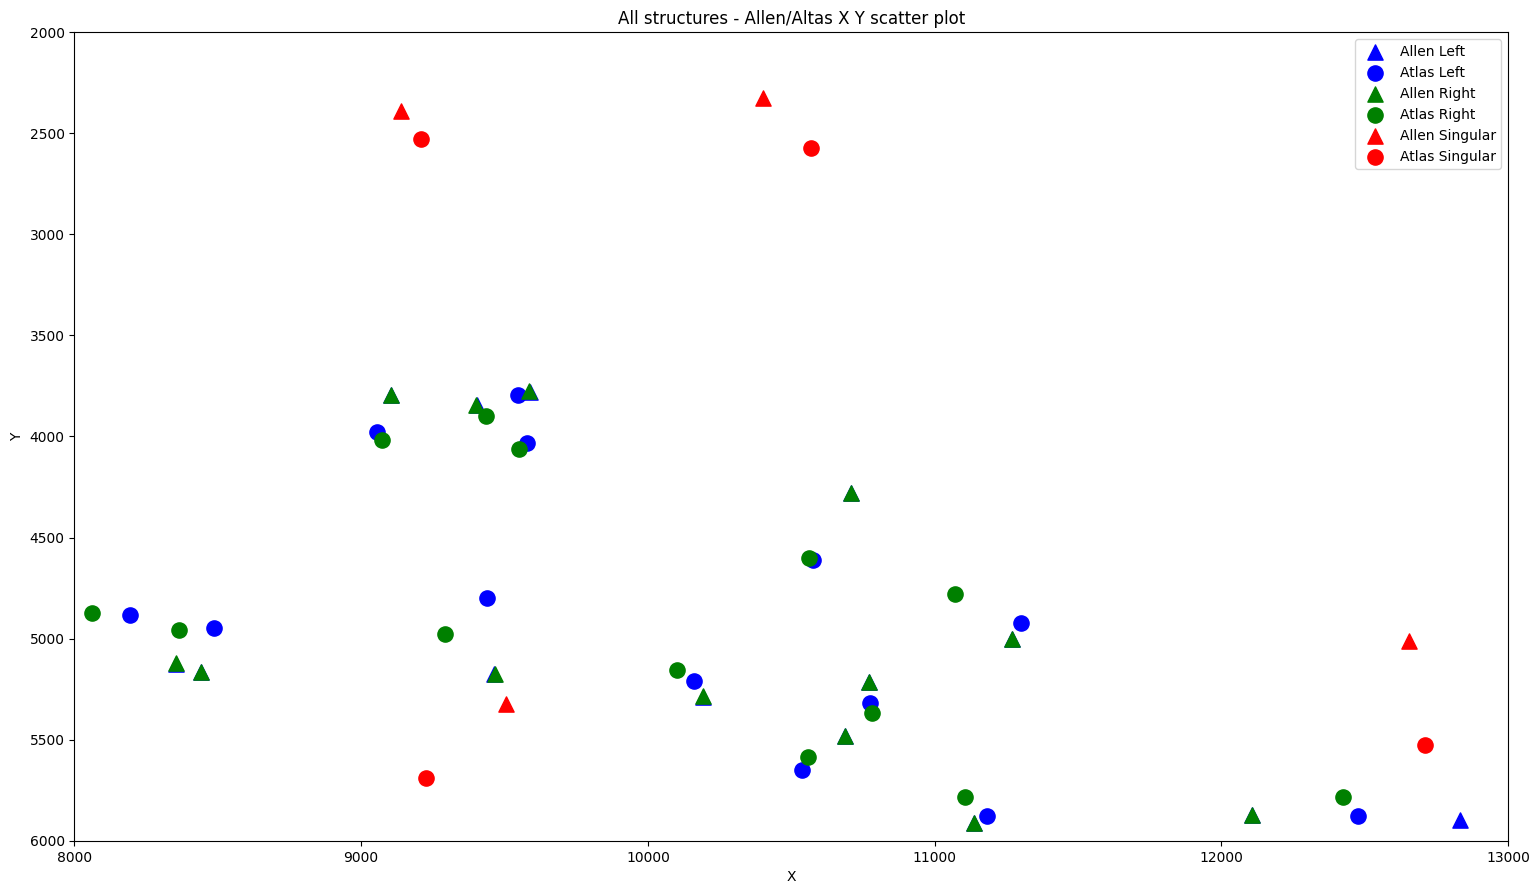 All structures - Allen/Altas X Y scatter plot
2000
2500
3000
3500
4000
4500
5000
5500
6000
Y
8000
9000
10000
11000
12000
13000
X
Allen Left
Atlas Left
Allen Right
Atlas Right
Allen Singular
Atlas Singular